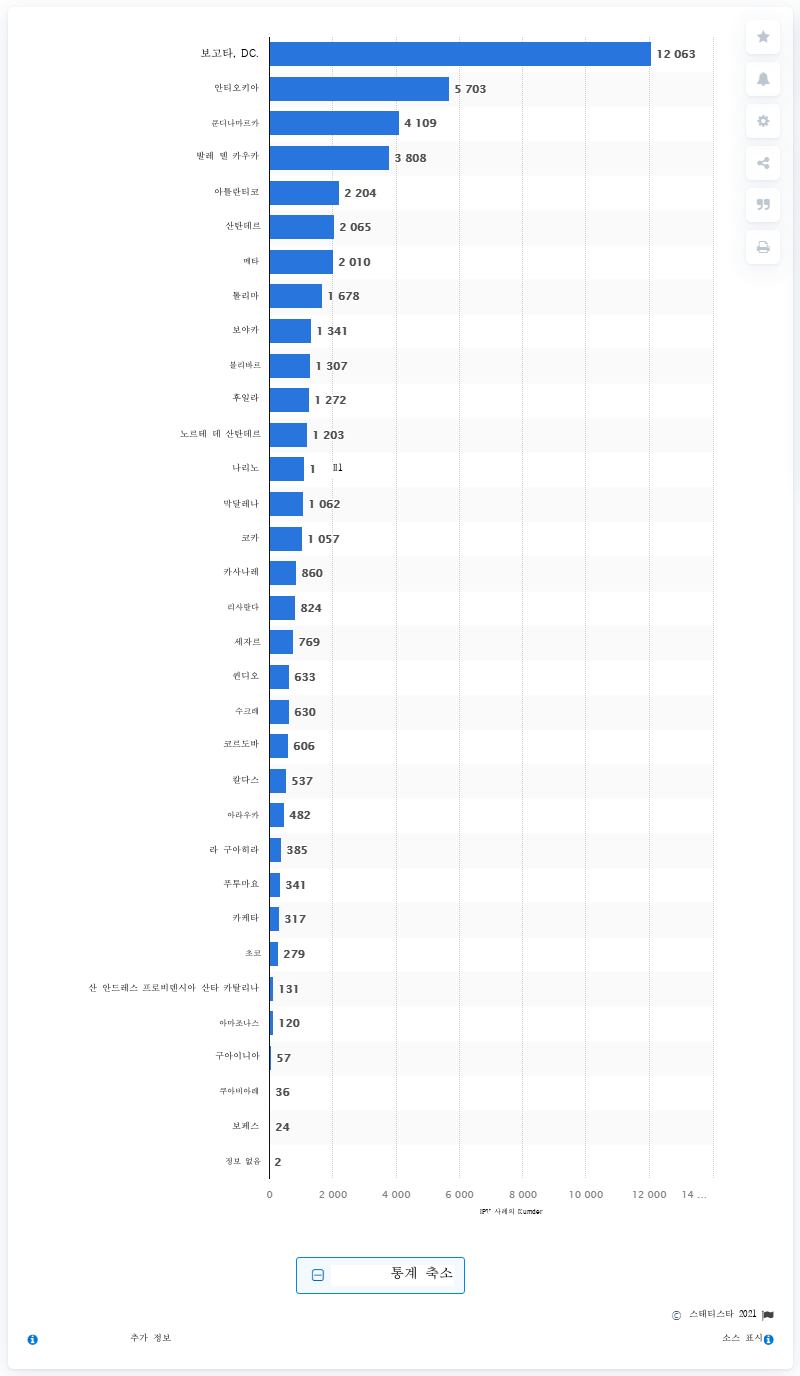 보고타, DC. 12 063
안티오키아 5 703
쿤디나마르카 4 109
발레 델 카우카 3 808
아틀란티코 2 204
산탄데르 2 065
메타 2 010
톨리마 1 678
보야카 1 341
볼리바르 1 307
후일라 1 272
노르테 데 산탄데르 1 203
나리노 1
막달레나 1 062
코카 1 057
카사나레 860
리사랄다 824
세자르 769
퀸디오 633
수크레 630
코르도바 606
칼다스 537
아라우카 482
라 구아히라 385
푸투마요 341
카케타 317
초코 279
산 안드레스 프로비덴시아 산타 카탈리나 131
아마조나스 120
구아이니아 57
쿠아비아레 36
보페스 24
정보 없음 2
0 2 000 4 000 6 000 8 000 10 000 12 000 14 ...
IPV 사례의 Kumder
통계 축소
© 스태티스타 2021
추가 정보 소스 표시